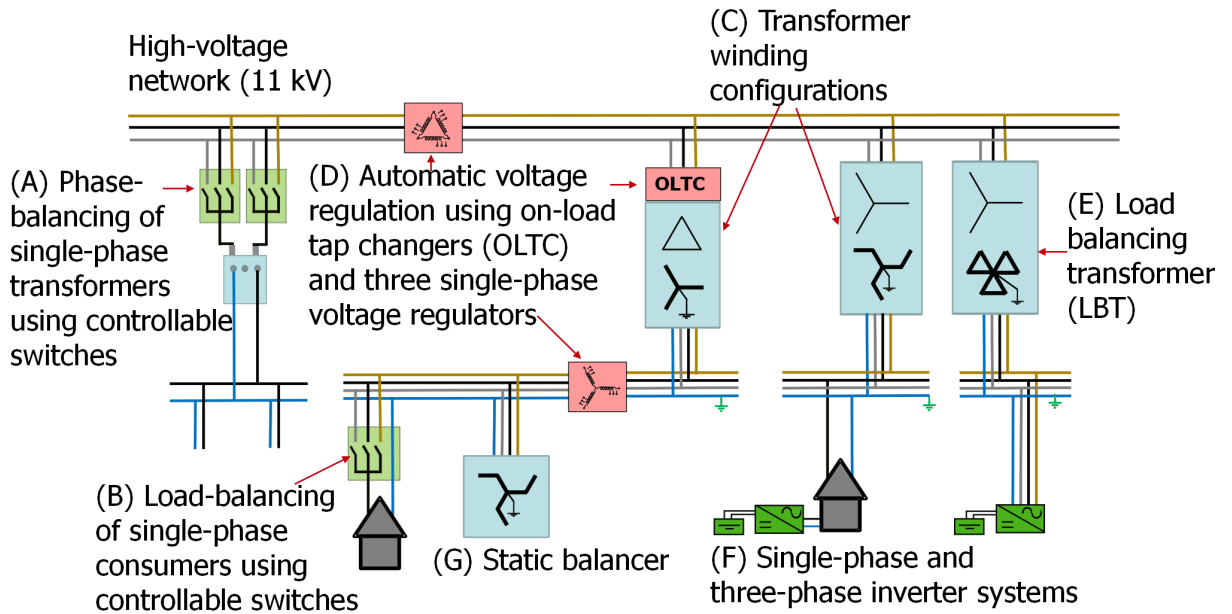 High-voltage
network (11 kV)
(C) Transformer
winding
configurations
(A) Phase-
balancing of
single-phase
transformers
using controllable
switches
(D) Automatic voltage
regulation using on-load
tap changers (OLTC)
and three single-phase
voltage regulators
OLTC
(E) Load
balancing
transformer
(LBT)
(B) Load-balancing
of single-phase
consumers using
controllable switches
(G) Static balancer
(F) Single-phase and
three-phase inverter systems